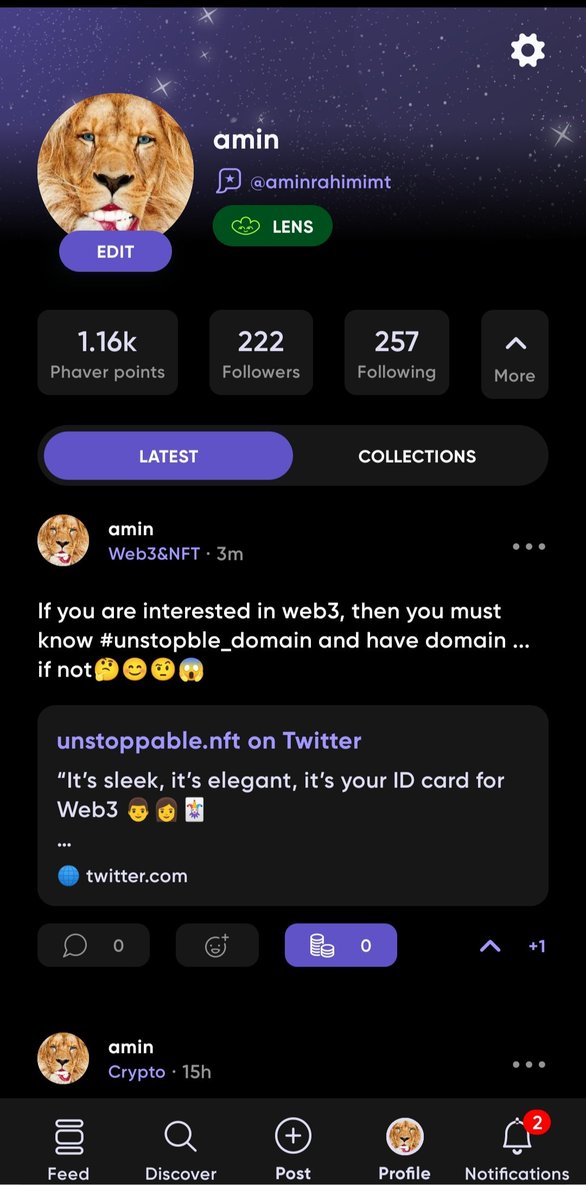 amin
@aminrahimimt
LENS
EDIT
1.16k
Phaver points
222
Followers
257
Following
More
LATEST
COLLECTIONS
amin
Web3&NFT · 3m
If you are interested in web3, then you must
know #unstopble_domain and have domain ...
if not🤔😊🤨😱
unstoppable.nft on Twitter
“It’s sleek, it’s elegant, it’s your ID card for
Web3 👨👩🃏
…
🌐 twitter.com
0
0
+1
amin
Crypto · 15h
2
Feed
Discover
Post
Profile
Notifications